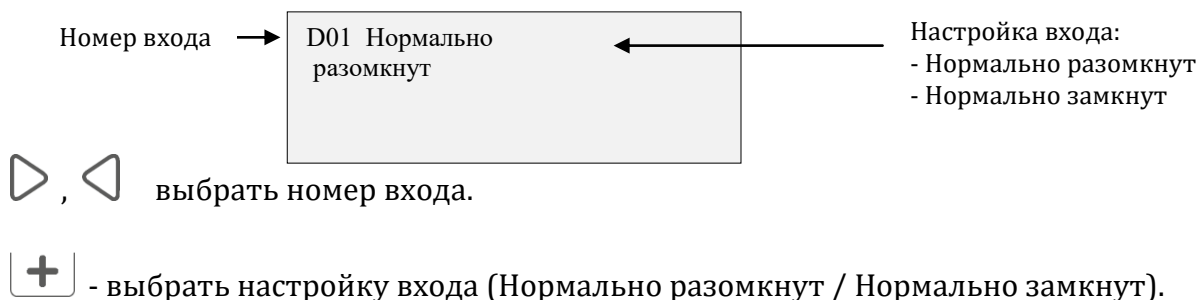 Номер входа
D01 Нормально
разомкнут
Настройка входа:
- Нормально разомкнут
- Нормально замкнут
, выбрать номер входа.
- выбрать настройку входа (Нормально разомкнут / Нормально замкнут).